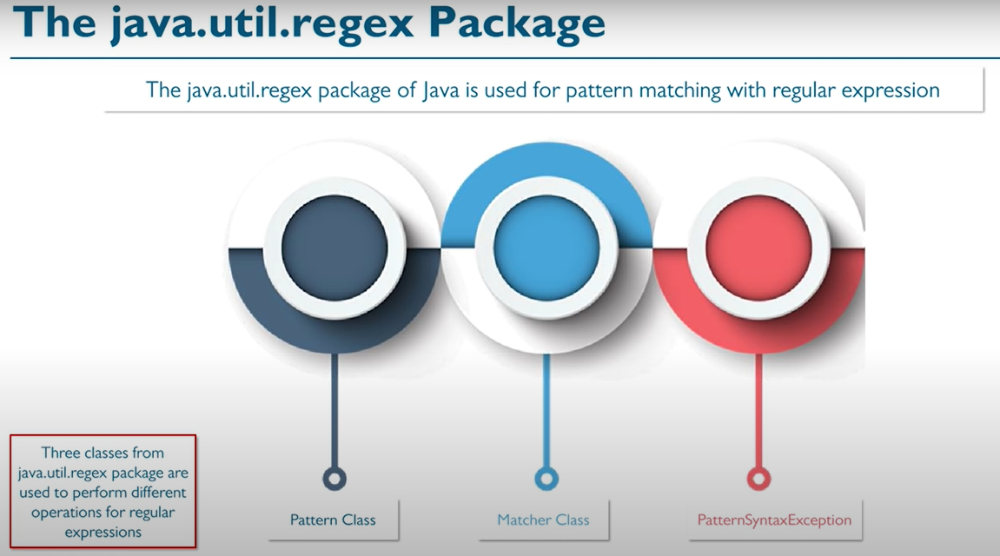 The java.util.regex Package
The java.util.regex package of Java is used for pattern matching with regular expression
Three classes from
java.util.regex package are
used to perform different
operations for regular
expressions
Pattern Class
Matcher Class
PatternSyntaxException